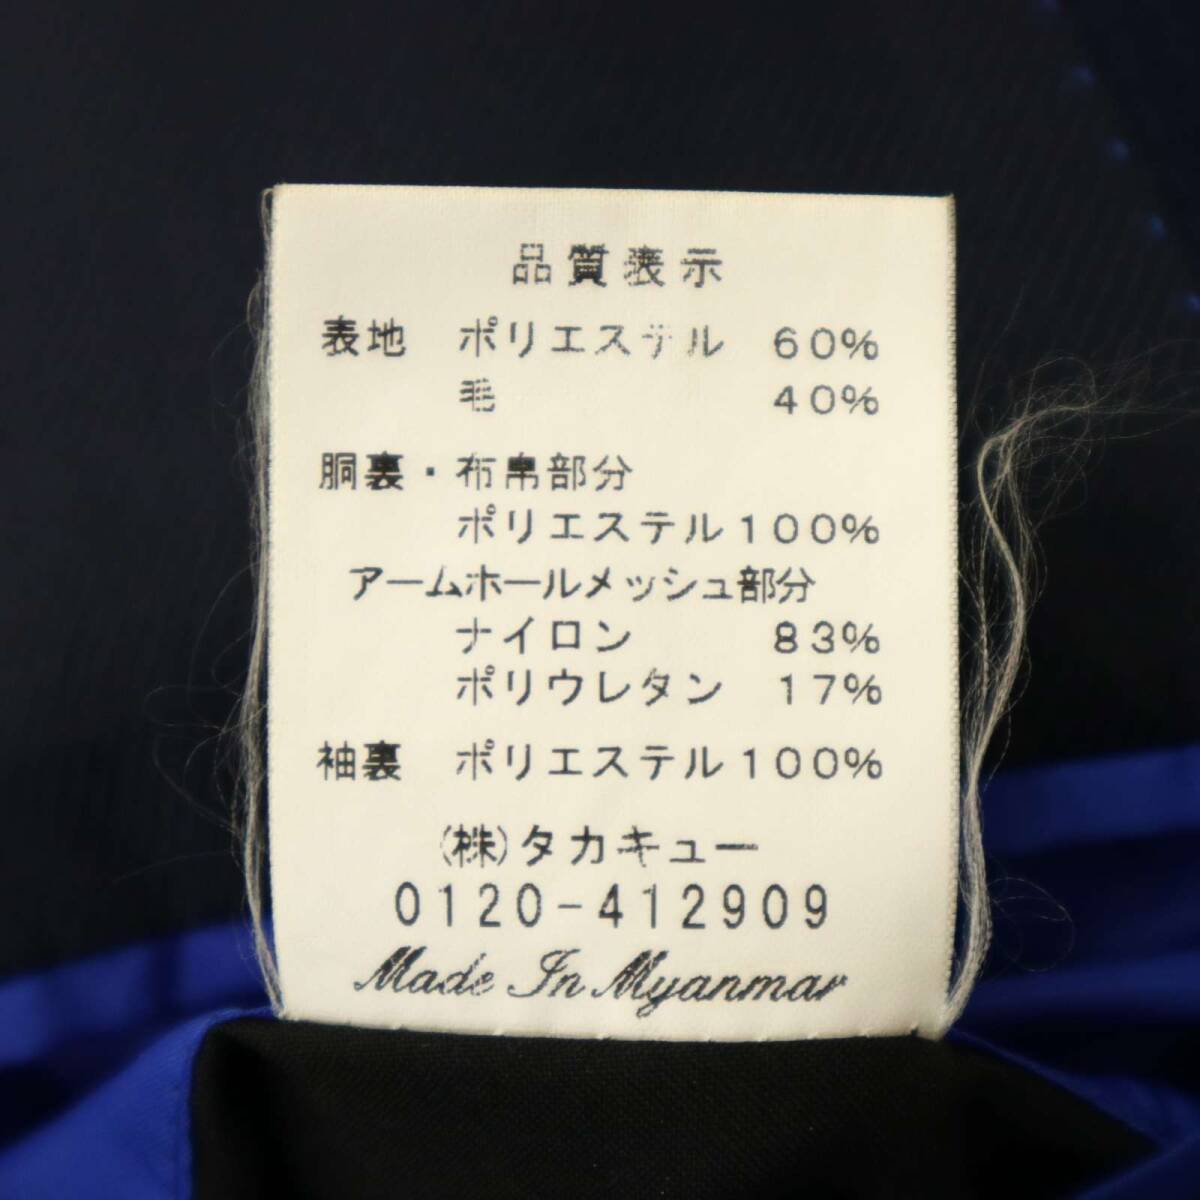 品質表示
表地 ポリエステル 60%
毛 40%
胴裏・布帛部分
ポリエステル100%
アームホールメッシュ部分
ナイロン 83%
ポリウレタン 17%
袖裏 ポリエステル100%
(株)タカキュー
0120-412909
Made In Myanmar